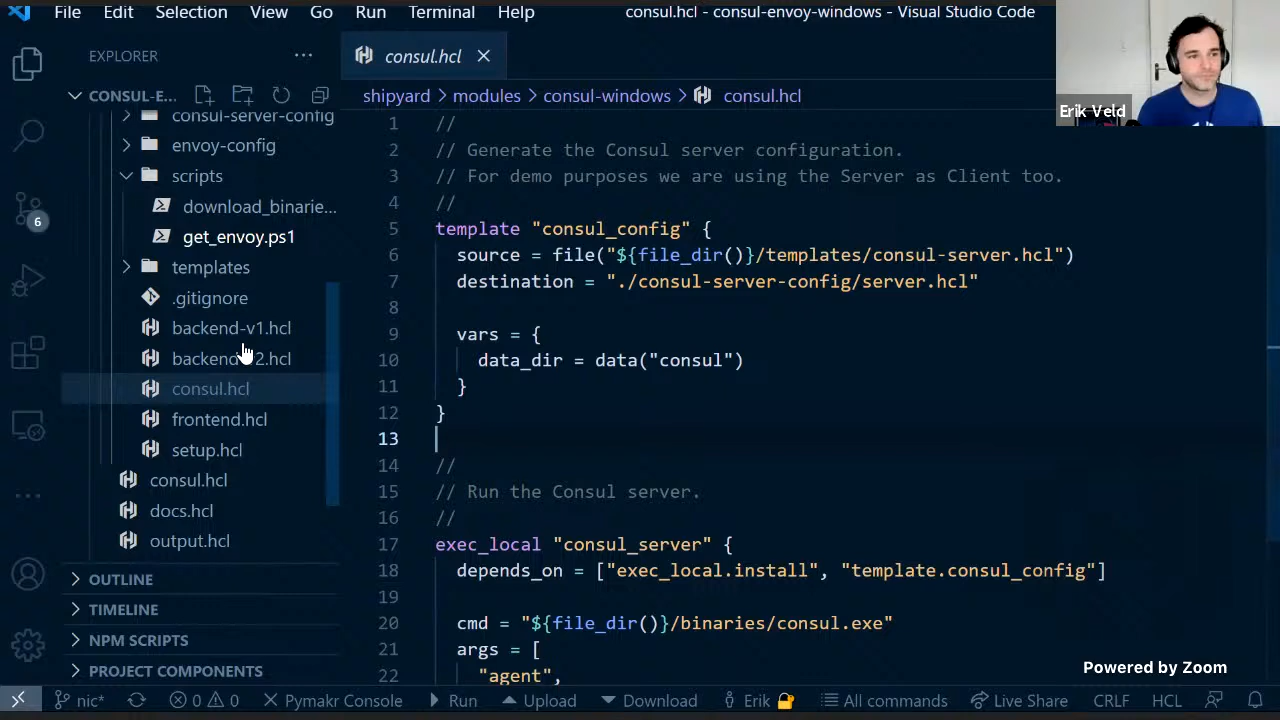 File Edit Selection View Go Run Terminal Help consul.hcl - consul-envoy-windows - Visual Studio Code
EXPLORER ···
consul.hcl
CONSUL-E...
shipyard > modules > consul-windows > consul.hcl
Erik Veld
consul-server-config
envoy-config
scripts
download_binarie...
get_envoy.ps1
templates
.gitignore
backend-v1.hcl
consul.hcl
frontend.hcl
setup.hcl
consul.hcl
docs.hcl
output.hcl
OUTLINE
TIMELINE
NPM SCRIPTS
PROJECT COMPONENTS
6
1 //
2 // Generate the Consul server configuration.
3 // For demo purposes we are using the Server as Client too.
4 //
5 template "consul_config" {
6 source = file("${file_dir()}/templates/consul-server.hcl")
7 destination = "./consul-server-config/server.hcl"
8
9 vars = {
10 data_dir = data("consul")
11 }
12 }
13
14 //
15 // Run the Consul server.
16 //
17 exec_local "consul_server" {
18 depends_on = ["exec_local.install", "template.consul_config"]
19
20 cmd = "${file_dir()}/binaries/consul.exe"
21 args = [
22 "agent",
Powered by Zoom
nic* 0 0 Pymakr Console Run Upload Download Erik All commands Live Share CRLF HCL